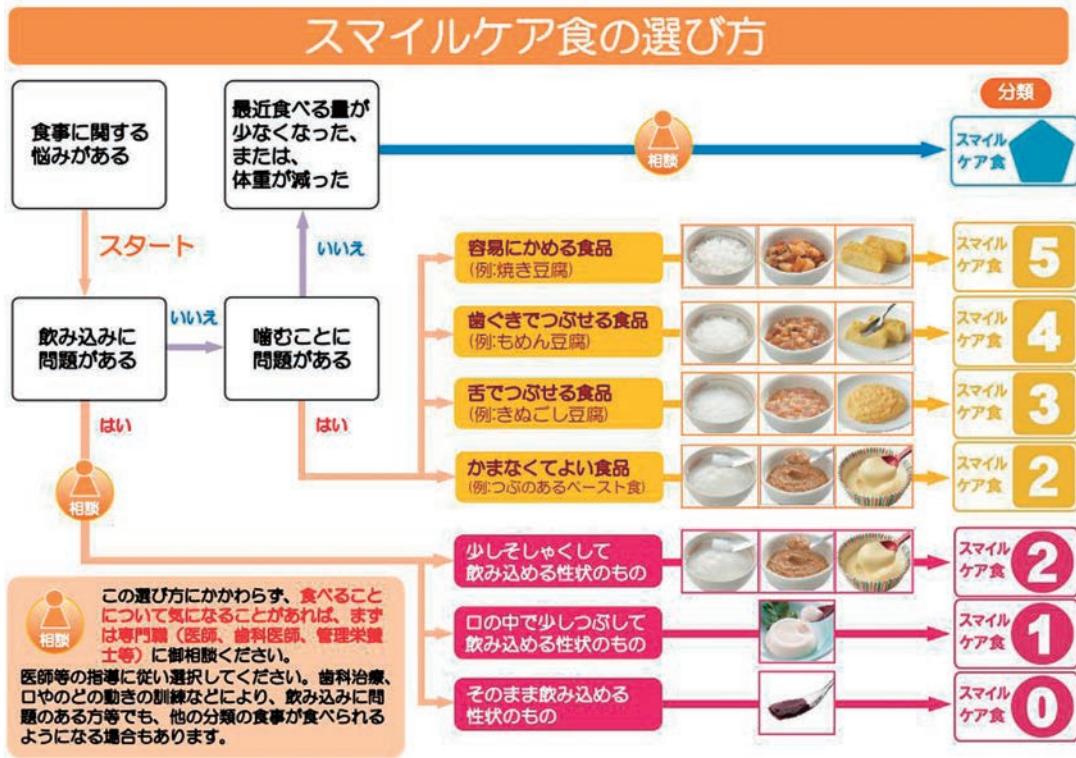 スマイルケア食の選び方
食事に関する
悩みがある
スタート
飲み込みに
問題がある
いいえ
はい
相談
噛むことに
問題がある
いいえ
はい
最近食べる量が
少なくなった、
または、
体重が減った
相談
分類
スマイル
ケア食
容易にかめる食品
(例:焼き豆腐)
スマイル
ケア食
5
歯ぐきでつぶせる食品
(例:もめん豆腐)
スマイル
ケア食
4
舌でつぶせる食品
(例:きぬごし豆腐)
スマイル
ケア食
3
かまなくてよい食品
(例:つぶのあるペースト食)
スマイル
ケア食
2
少しそしゃくして
飲み込める性状のもの
スマイル
ケア食
2
口の中で少しつぶして
飲み込める性状のもの
スマイル
ケア食
1
そのまま飲み込める
性状のもの
スマイル
ケア食
0
相談
この選び方にかかわらず、食べること
について気になることがあれば、まず
は専門職（医師、歯科医師、管理栄養
士等）に御相談ください。
医師等の指導に従い選択してください。歯科治療、
口やのどの動きの訓練などにより、飲み込みに問
題のある方等でも、他の分類の食事が食べられる
ようになる場合もあります。